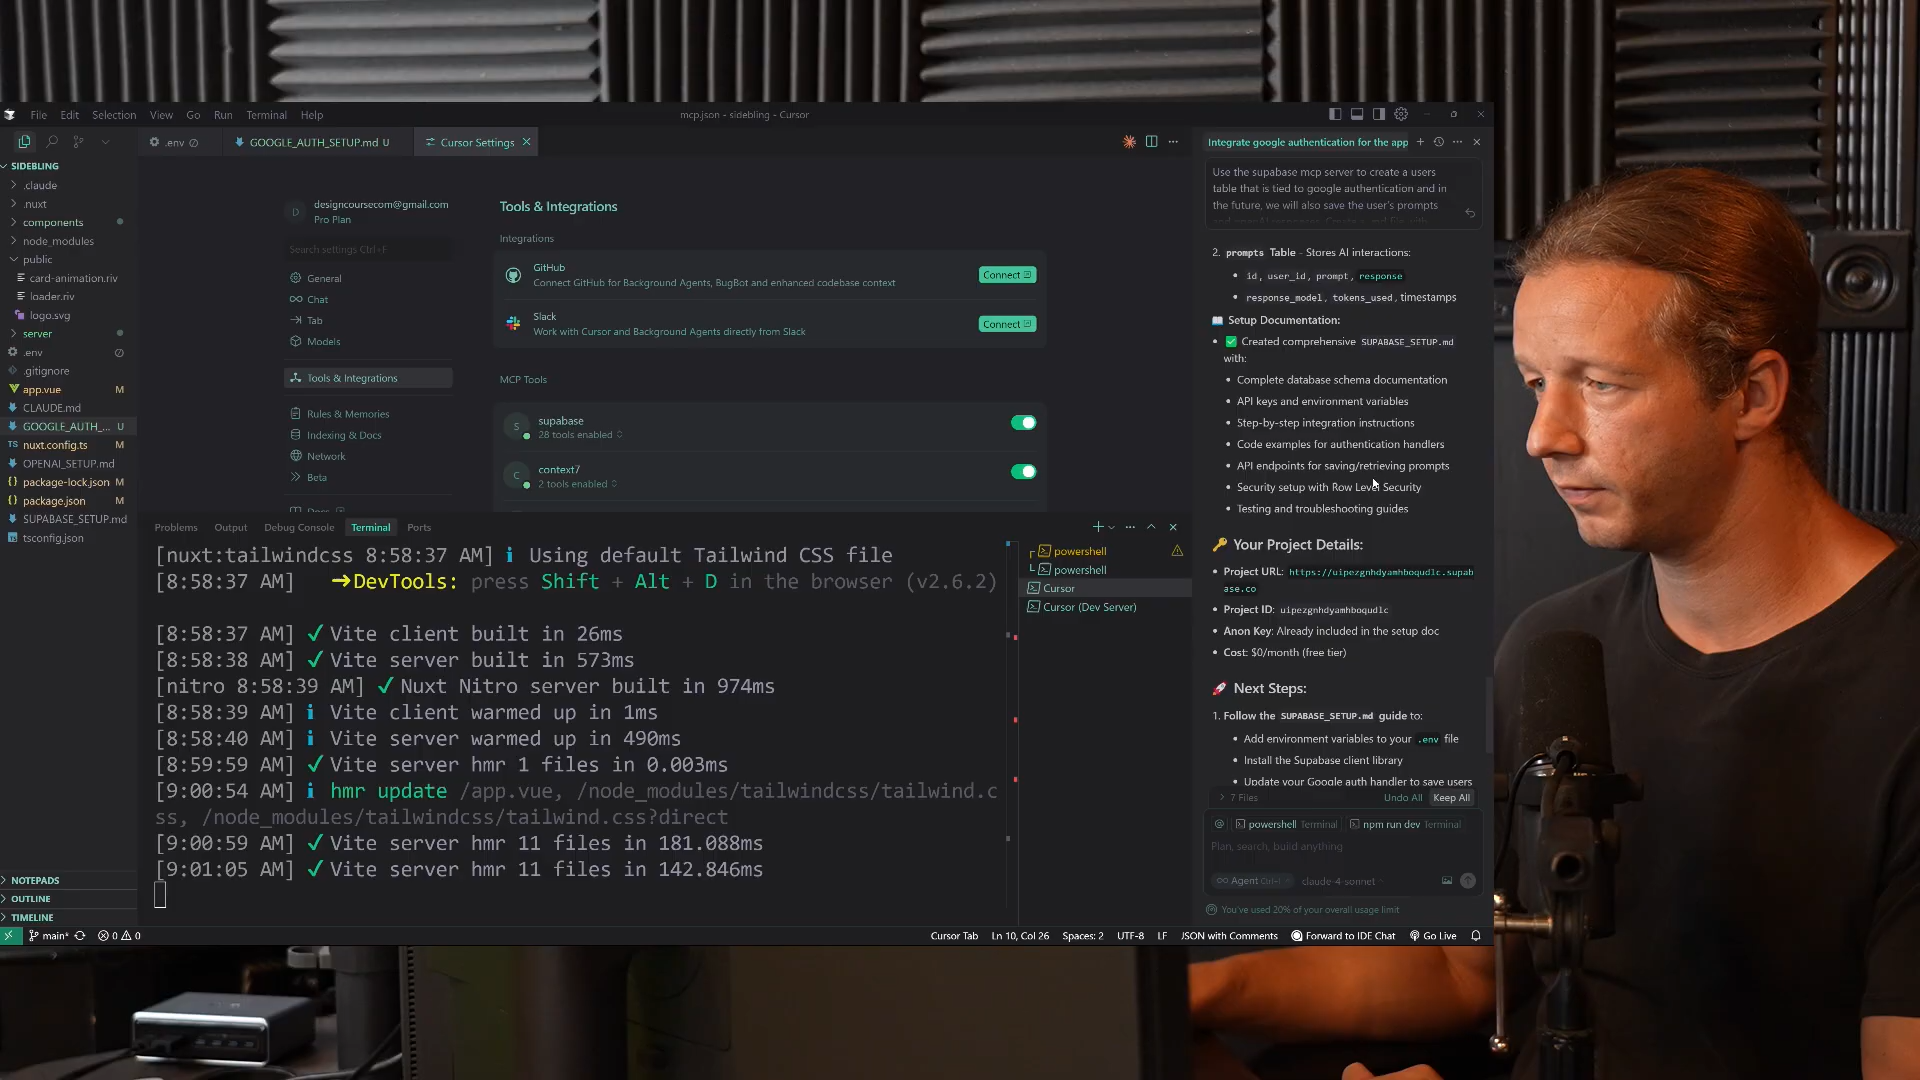 File Edit Selection View Go Run Terminal Help
mcp.json - sidebling - Cursor
.env
GOOGLE_AUTH_SETUP.md U
Cursor Settings
SIDEBLING
.claude
.nuxt
components
node_modules
public
card-animation.riv
loader.riv
logo.svg
server
.env
.gitignore
app.vue M
CLAUDE.md
GOOGLE_AUTH_... U
TS nuxt.config.ts M
OPENAI_SETUP.md
package-lock.json M
package.json M
SUPABASE_SETUP.md
tsconfig.json
NOTEPADS
OUTLINE
TIMELINE
D
designcoursecom@gmail.com
Pro Plan
Search settings Ctrl+F
General
Chat
Tab
Models
Tools & Integrations
Rules & Memories
Indexing & Docs
Network
Beta
Docs
Tools & Integrations
Integrations
GitHub
Connect GitHub for Background Agents, BugBot and enhanced codebase context
Connect
Slack
Work with Cursor and Background Agents directly from Slack
Connect
MCP Tools
S
supabase
28 tools enabled
C
context7
2 tools enabled
Problems Output Debug Console Terminal Ports
[nuxt:tailwindcss 8:58:37 AM] ℹ Using default Tailwind CSS file
[8:58:37 AM] ➜DevTools: press Shift + Alt + D in the browser (v2.6.2)
[8:58:37 AM] ✓Vite client built in 26ms
[8:58:38 AM] ✓Vite server built in 573ms
[nitro 8:58:39 AM] ✓Nuxt Nitro server built in 974ms
[8:58:39 AM] ℹ Vite client warmed up in 1ms
[8:58:40 AM] ℹ Vite server warmed up in 490ms
[8:59:59 AM] ✓Vite server hmr 1 files in 0.003ms
[9:00:54 AM] ℹ hmr update /app.vue, /node_modules/tailwindcss/tailwind.c
ss, /node_modules/tailwindcss/tailwind.css?direct
[9:00:59 AM] ✓Vite server hmr 11 files in 181.088ms
[9:01:05 AM] ✓Vite server hmr 11 files in 142.846ms
powershell
powershell
Cursor
Cursor (Dev Server)
Integrate google authentication for the app
Use the supabase mcp server to create a users
table that is tied to google authentication and in
the future, we will also save the user's prompts
2. prompts Table - Stores AI interactions:
• id, user_id, prompt, response
• response_model, tokens_used, timestamps
Setup Documentation:
• ✅ Created comprehensive SUPABASE_SETUP.md
with:
• Complete database schema documentation
• API keys and environment variables
• Step-by-step integration instructions
• Code examples for authentication handlers
• API endpoints for saving/retrieving prompts
• Security setup with Row Level Security
• Testing and troubleshooting guides
Your Project Details:
• Project URL: https://uipezgnhdyamhboqudlc.supab
ase.co
• Project ID: uipezgnhdyamhboqudlc
• Anon Key: Already included in the setup doc
• Cost: $0/month (free tier)
Next Steps:
1. Follow the SUPABASE_SETUP.md guide to:
• Add environment variables to your .env file
• Install the Supabase client library
• Update your Google auth handler to save users
7 Files Undo All Keep All
@ powershell Terminal npm run dev Terminal
Plan, search, build anything
Agent Ctrl+I claude-4-sonnet
You've used 20% of your overall usage limit
main* 0 0
Cursor Tab Ln 10, Col 26 Spaces: 2 UTF-8 LF JSON with Comments Forward to IDE Chat Go Live